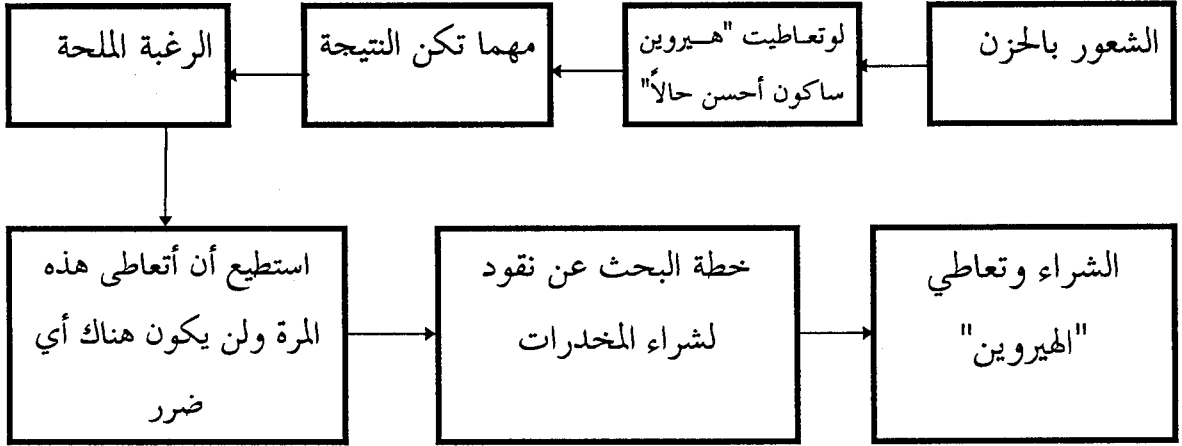 الشعور بالحزن
لوتعاطيت "هيروين
ساكون أحسن حالاً"
مهما تكن النتيجة
الرغبة الملحة
استطيع أن أتعاطى هذه
المرة ولن يكون هناك أي
ضرر
خطة البحث عن نقود
لشراء المخدرات
الشراء وتعاطي
"الهيروين"